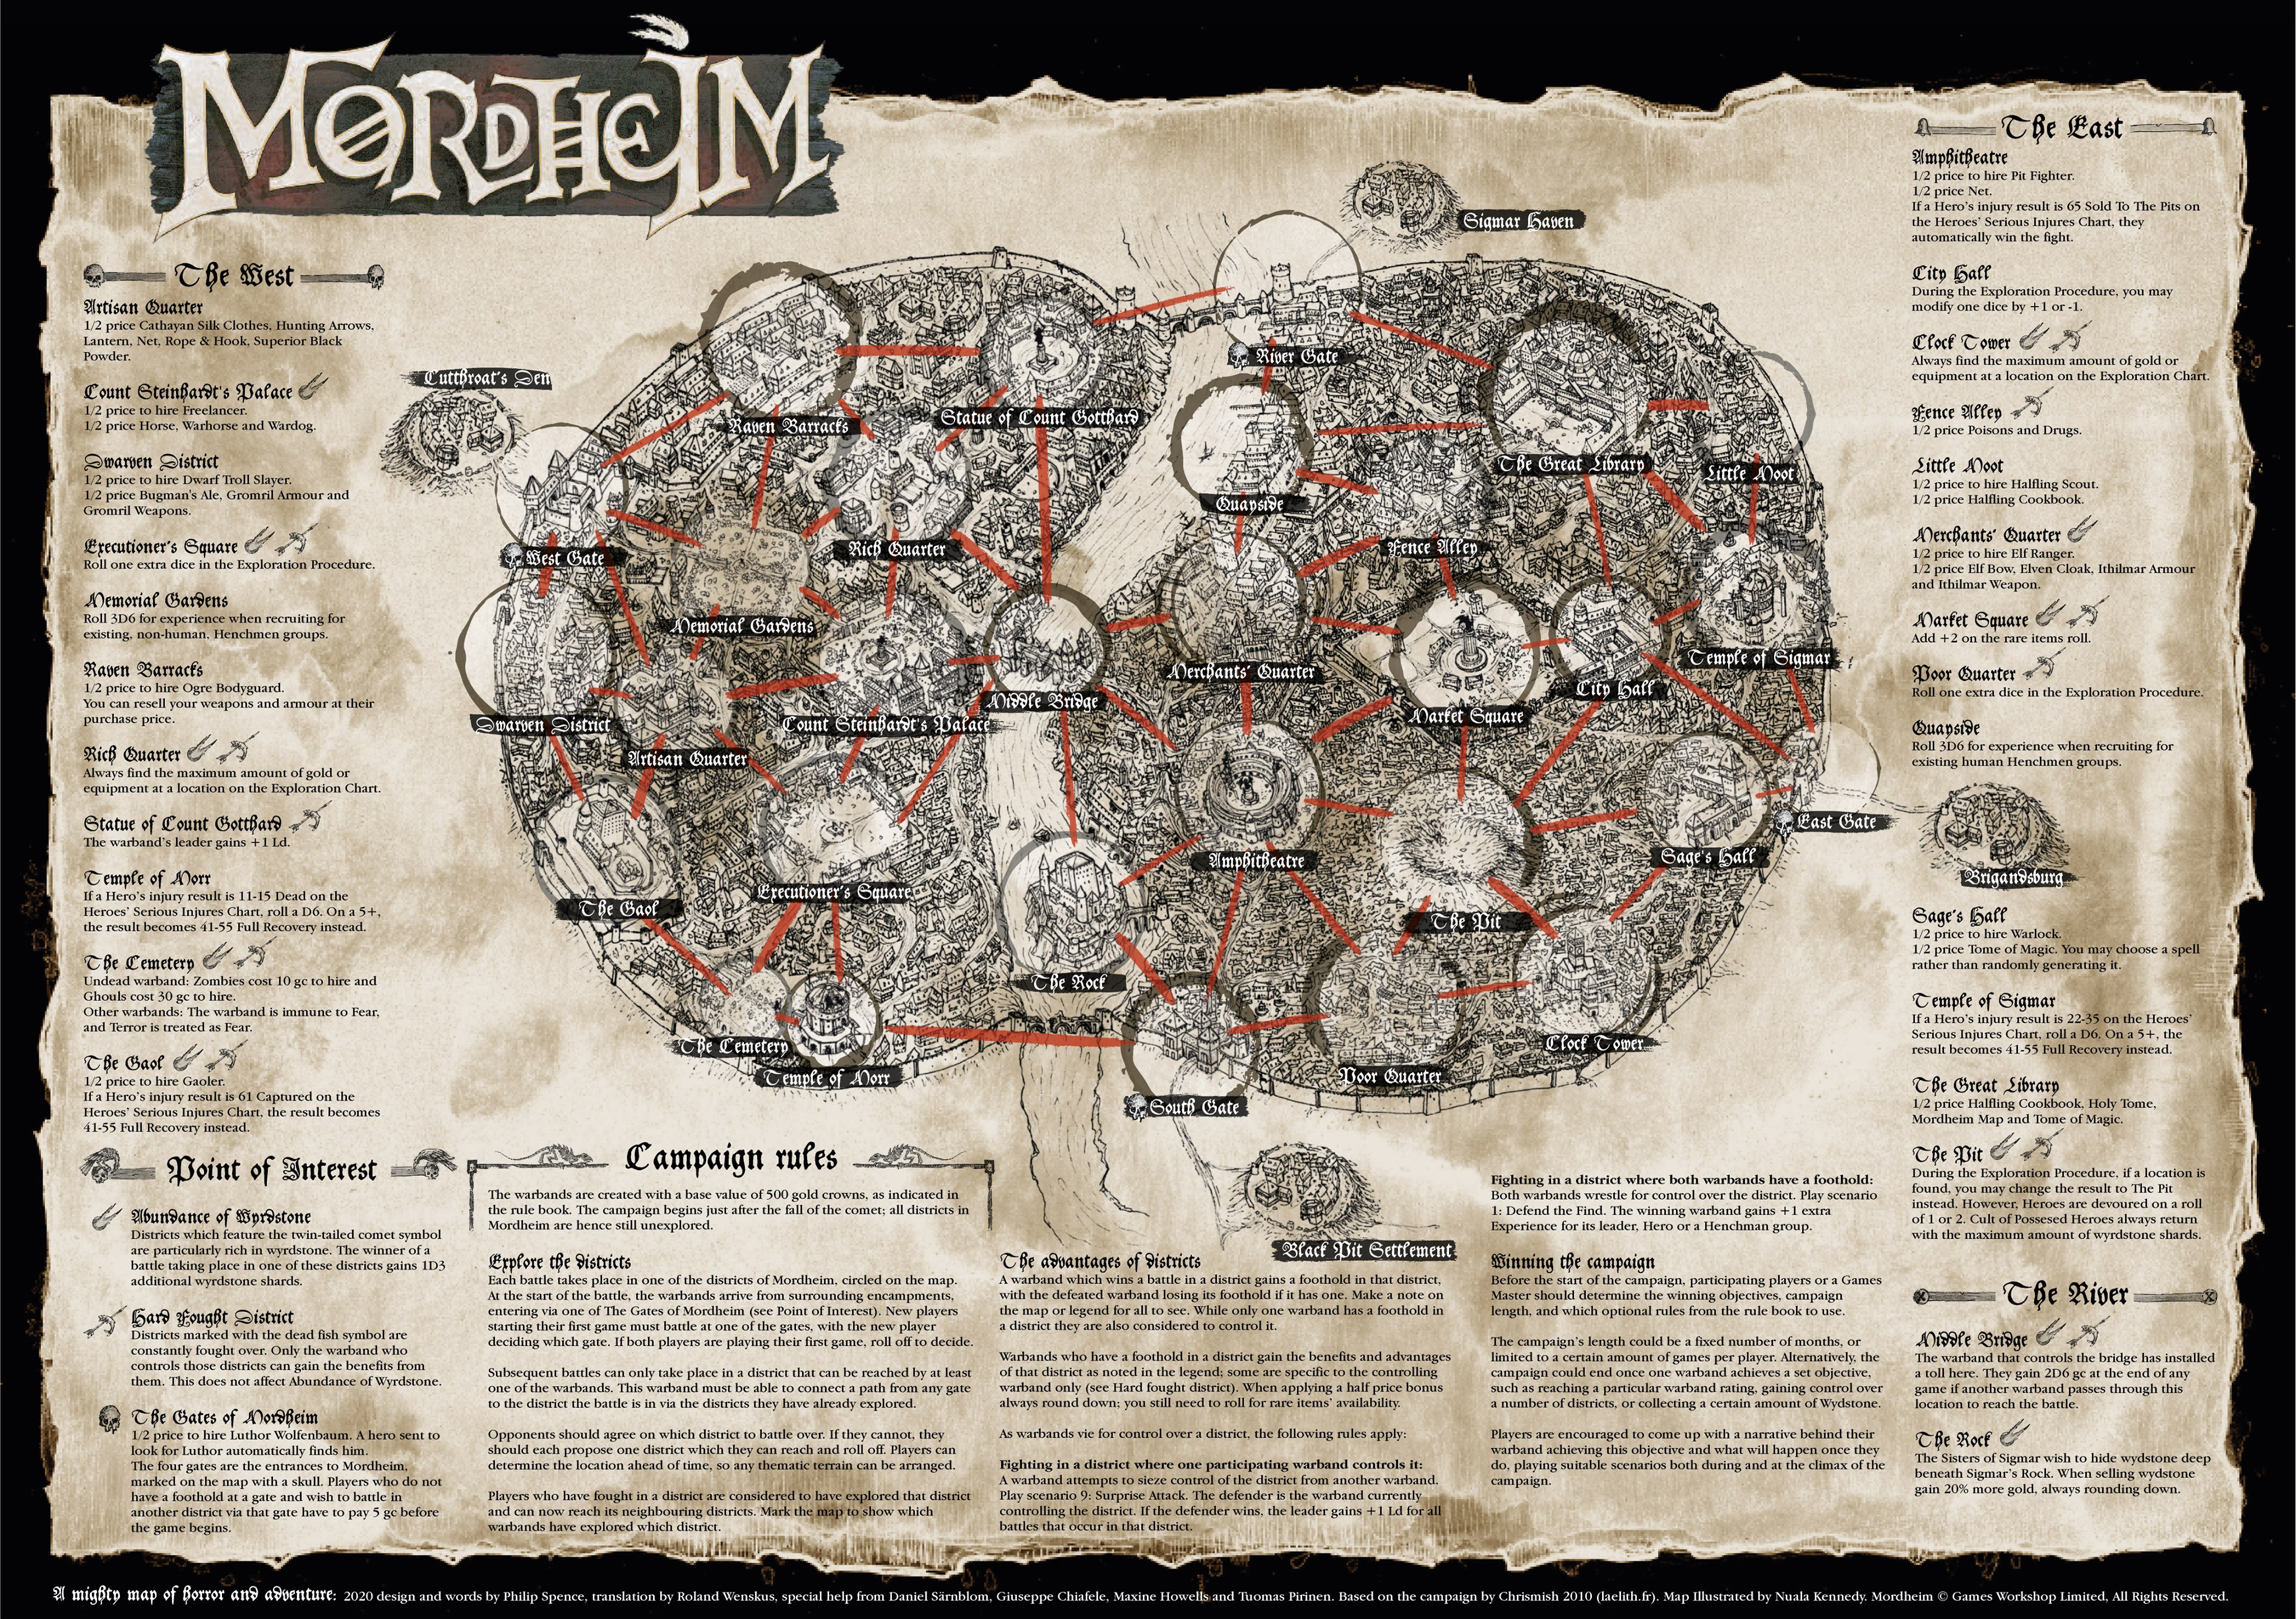 MORDHEIM
The West
Artisan Quarter
1/2 price Cathayan Silk Clothes, Hunting Arrows,
Lantern, Net, Rope & Hook, Superior Black
Powder.
Count Steinhardt's Palace
1/2 price to hire Freelancer.
1/2 price Horse, Warhorse and Wardog.
Dwarven District
1/2 price to hire Dwarf Troll Slayer.
1/2 price Bugman's Ale, Gromril Armour and
Gromril Weapons.
Executioner's Square
Roll one extra dice in the Exploration Procedure.
Memorial Gardens
Roll 3D6 for experience when recruiting for
existing, non-human, Henchmen groups.
Raven Barracks
1/2 price to hire Ogre Bodyguard.
You can resell your weapons and armour at their
purchase price.
Rich Quarter
Always find the maximum amount of gold or
equipment at a location on the Exploration Chart.
Statue of Count Gotthard
The warband's leader gains +1 Ld.
Temple of Morr
If a Hero's injury result is 11-15 Dead on the
Heroes' Serious Injures Chart, roll a D6. On a 5+,
the result becomes 41-55 Full Recovery instead.
The Cemetery
Undead warband: Zombies cost 10 gc to hire and
Ghouls cost 30 gc to hire.
Other warbands: The warband is immune to Fear,
and Terror is treated as Fear.
The Gaol
1/2 price to hire Gaoler.
If a Hero's injury result is 61 Captured on the
Heroes' Serious Injures Chart, the result becomes
41-55 Full Recovery instead.
Point of Interest
Abundance of Wyrdstone
Districts which feature the twin-tailed comet symbol
are particularly rich in wyrdstone. The winner of a
battle taking place in one of these districts gains 1D3
additional wyrdstone shards.
Hard Fought District
Districts marked with the dead fish symbol are
constantly fought over. Only the warband who
controls those districts can gain the benefits from
them. This does not affect Abundance of Wyrdstone.
The Gates of Mordheim
1/2 price to hire Luthor Wolfenbaum. A hero sent to
look for Luthor automatically finds him.
The four gates are the entrances to Mordheim,
marked on the map with a skull. Players who do not
have a foothold at a gate and wish to battle in
another district via that gate have to pay 5 gc before
the game begins.
Sigmar Haven
River Gate
Cutthroat's Den
Statue of Count Gotthard
Raven Barracks
The Great Library
Little Moot
Quayside
Rich Quarter
Fence Alley
West Gate
Memorial Gardens
Temple of Sigmar
Merchants' Quarter
City Hall
Middle Bridge
Market Square
Dwarven District
Count Steinhardt's Palace
Artisan Quarter
East Gate
Sage's Hall
Amphitheatre
Brigandsburg
Executioner's Square
The Gaol
The Pit
The Rock
The Cemetery
Clock Tower
Temple of Morr
Poor Quarter
South Gate
Black Pit Settlement
Campaign rules
The warbands are created with a base value of 500 gold crowns, as indicated in
the rule book. The campaign begins just after the fall of the comet; all districts in
Mordheim are hence still unexplored.
Explore the districts
Each battle takes place in one of the districts of Mordheim, circled on the map.
At the start of the battle, the warbands arrive from surrounding encampments,
entering via one of The Gates of Mordheim (see Point of Interest). New players
starting their first game must battle at one of the gates, with the new player
deciding which gate. If both players are playing their first game, roll off to decide.
Subsequent battles can only take place in a district that can be reached by at least
one of the warbands. This warband must be able to connect a path from any gate
to the district the battle is in via the districts they have already explored.
Opponents should agree on which district to battle over. If they cannot, they
should each propose one district which they can reach and roll off. Players can
determine the location ahead of time, so any thematic terrain can be arranged.
Players who have fought in a district are considered to have explored that district
and can now reach its neighbouring districts. Mark the map to show which
warbands have explored which district.
The advantages of districts
A warband which wins a battle in a district gains a foothold in that district,
with the defeated warband losing its foothold if it has one. Make a note on
the map or legend for all to see. While only one warband has a foothold in
a district they are also considered to control it.
Warbands who have a foothold in a district gain the benefits and advantages
of that district as noted in the legend; some are specific to the controlling
warband only (see Hard fought district). When applying a half price bonus
always round down; you still need to roll for rare items' availability.
As warbands vie for control over a district, the following rules apply:
Fighting in a district where one participating warband controls it:
A warband attempts to sieze control of the district from another warband.
Play scenario 9: Surprise Attack. The defender is the warband currently
controlling the district. If the defender wins, the leader gains +1 Ld for all
battles that occur in that district.
Fighting in a district where both warbands have a foothold:
Both warbands wrestle for control over the district. Play scenario
1: Defend the Find. The winning warband gains +1 extra
Experience for its leader, Hero or a Henchman group.
Winning the campaign
Before the start of the campaign, participating players or a Games
Master should determine the winning objectives, campaign
length, and which optional rules from the rule book to use.
The campaign's length could be a fixed number of months, or
limited to a certain amount of games per player. Alternatively, the
campaign could end once one warband achieves a set objective,
such as reaching a particular warband rating, gaining control over
a number of districts, or collecting a certain amount of Wydstone.
Players are encouraged to come up with a narrative behind their
warband achieving this objective and what will happen once they
do, playing suitable scenarios both during and at the climax of the
campaign.
The East
Amphitheatre
1/2 price to hire Pit Fighter.
1/2 price Net.
If a Hero's injury result is 65 Sold To The Pits on
the Heroes' Serious Injures Chart, they
automatically win the fight.
City Hall
During the Exploration Procedure, you may
modify one dice by +1 or -1.
Clock Tower
Always find the maximum amount of gold or
equipment at a location on the Exploration Chart.
Fence Alley
1/2 price Poisons and Drugs.
Little Moot
1/2 price to hire Halfling Scout.
1/2 price Halfling Cookbook.
Merchants' Quarter
1/2 price to hire Elf Ranger.
1/2 price Elf Bow, Elven Cloak, Ithilmar Armour
and Ithilmar Weapon.
Market Square
Add +2 on the rare items roll.
Poor Quarter
Roll one extra dice in the Exploration Procedure.
Quayside
Roll 3D6 for experience when recruiting for
existing human Henchmen groups.
Sage's Hall
1/2 price to hire Warlock.
1/2 price Tome of Magic. You may choose a spell
rather than randomly generating it.
Temple of Sigmar
If a Hero's injury result is 22-35 on the Heroes'
Serious Injures Chart, roll a D6. On a 5+, the
result becomes 41-55 Full Recovery instead.
The Great Library
1/2 price Halfling Cookbook, Holy Tome,
Mordheim Map and Tome of Magic.
The Pit
During the Exploration Procedure, if a location is
found, you may change the result to The Pit
instead. However, Heroes are devoured on a roll
of 1 or 2. Cult of Possesed Heroes always return
with the maximum amount of wyrdstone shards.
The River
Middle Bridge
The warband that controls the bridge has installed
a toll here. They gain 2D6 gc at the end of any
game if another warband passes through this
location to reach the battle.
The Rock
The Sisters of Sigmar wish to hide wydstone deep
beneath Sigmar's Rock. When selling wydstone
gain 20% more gold, always rounding down.
A mighty map of horror and adventure: 2020 design and words by Philip Spence, translation by Roland Wenskus, special help from Daniel Särnblom, Giuseppe Chiafele, Maxine Howells and Tuomas Pirinen. Based on the campaign by Chrismish 2010 (laelith.fr). Map Illustrated by Nuala Kennedy. Mordheim © Games Workshop Limited, All Rights Reserved.